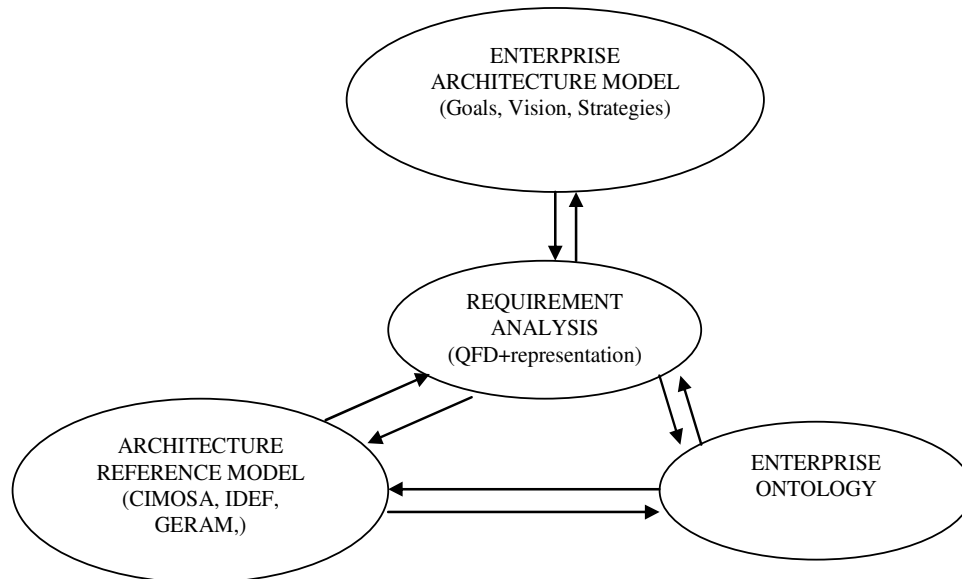 ENTERPRISE
ARCHITECTURE MODEL
(Goals, Vision, Strategies)
REQUIREMENT
ANALYSIS
(QFD+representation)
ARCHITECTURE
REFERENCE MODEL
(CIMOSA, IDEF,
GERAM,)
ENTERPRISE
ONTOLOGY